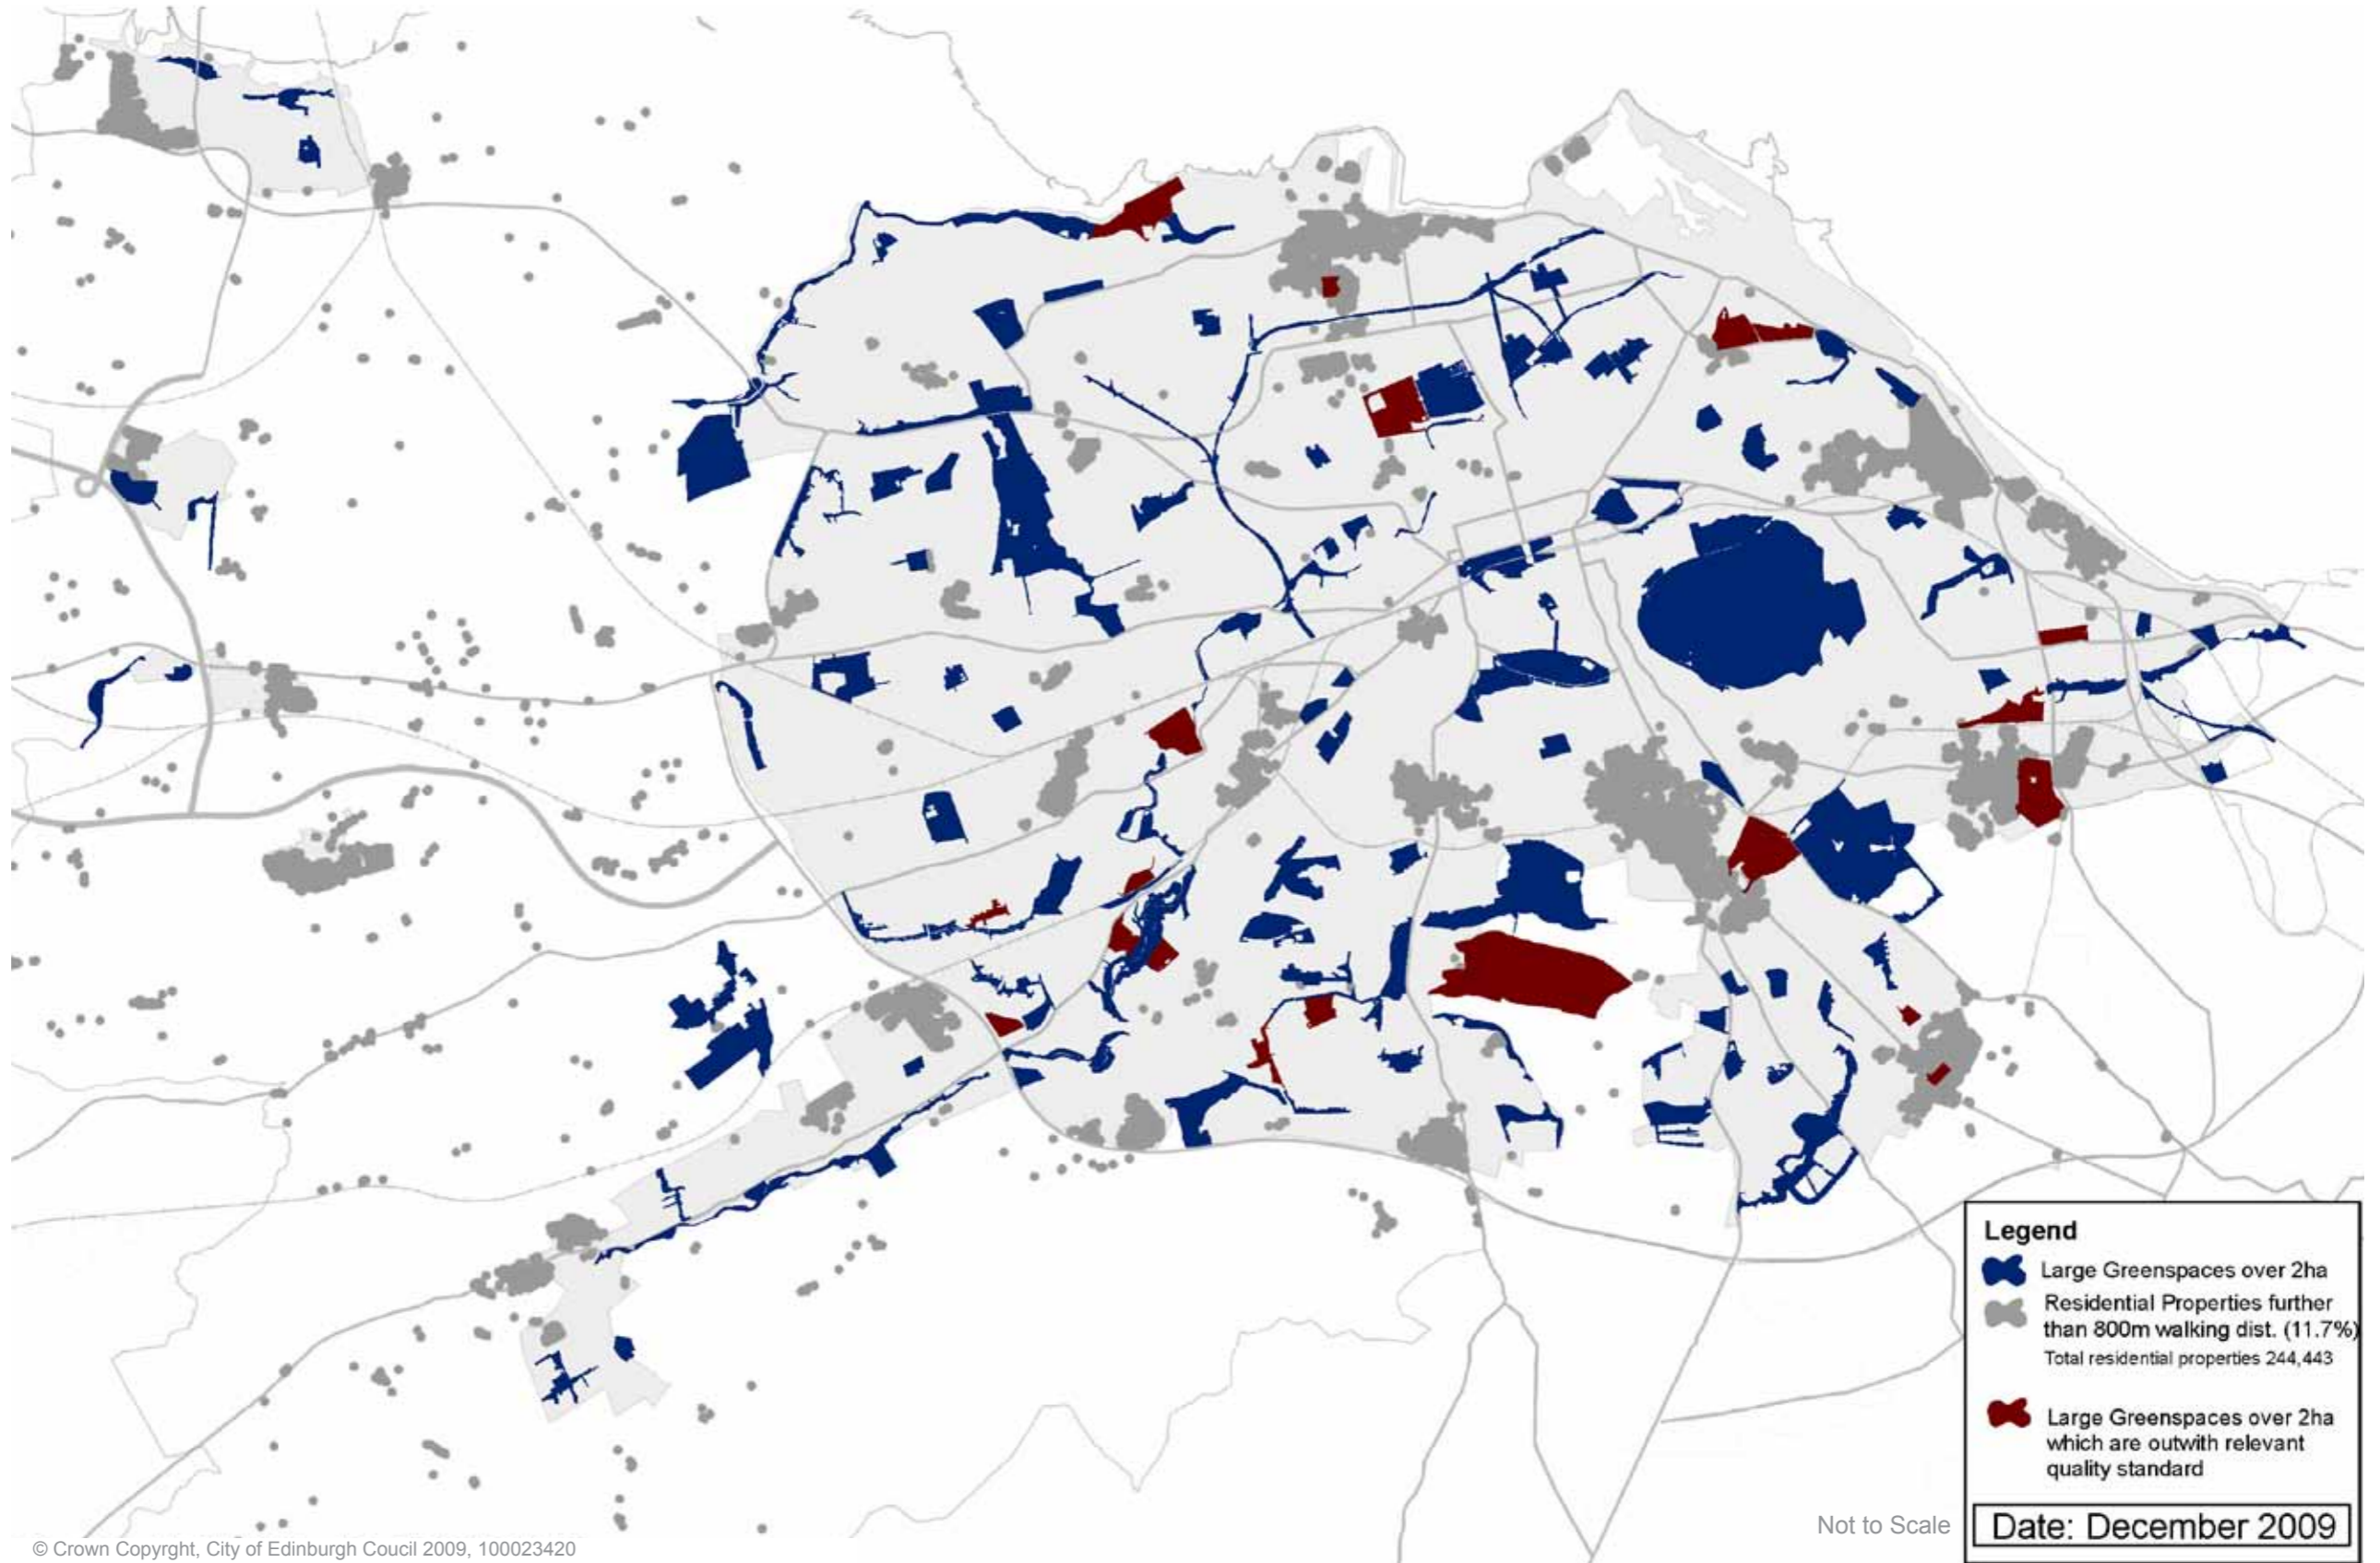 Legend
Large Greenspaces over 2ha
Residential Properties further
than 800m walking dist. (11.7%)
Total residential properties 244,443
Large Greenspaces over 2ha
which are outwith relevant
quality standard
Not to Scale
Date: December 2009
© Crown Copyrght, City of Edinburgh Coucil 2009, 100023420